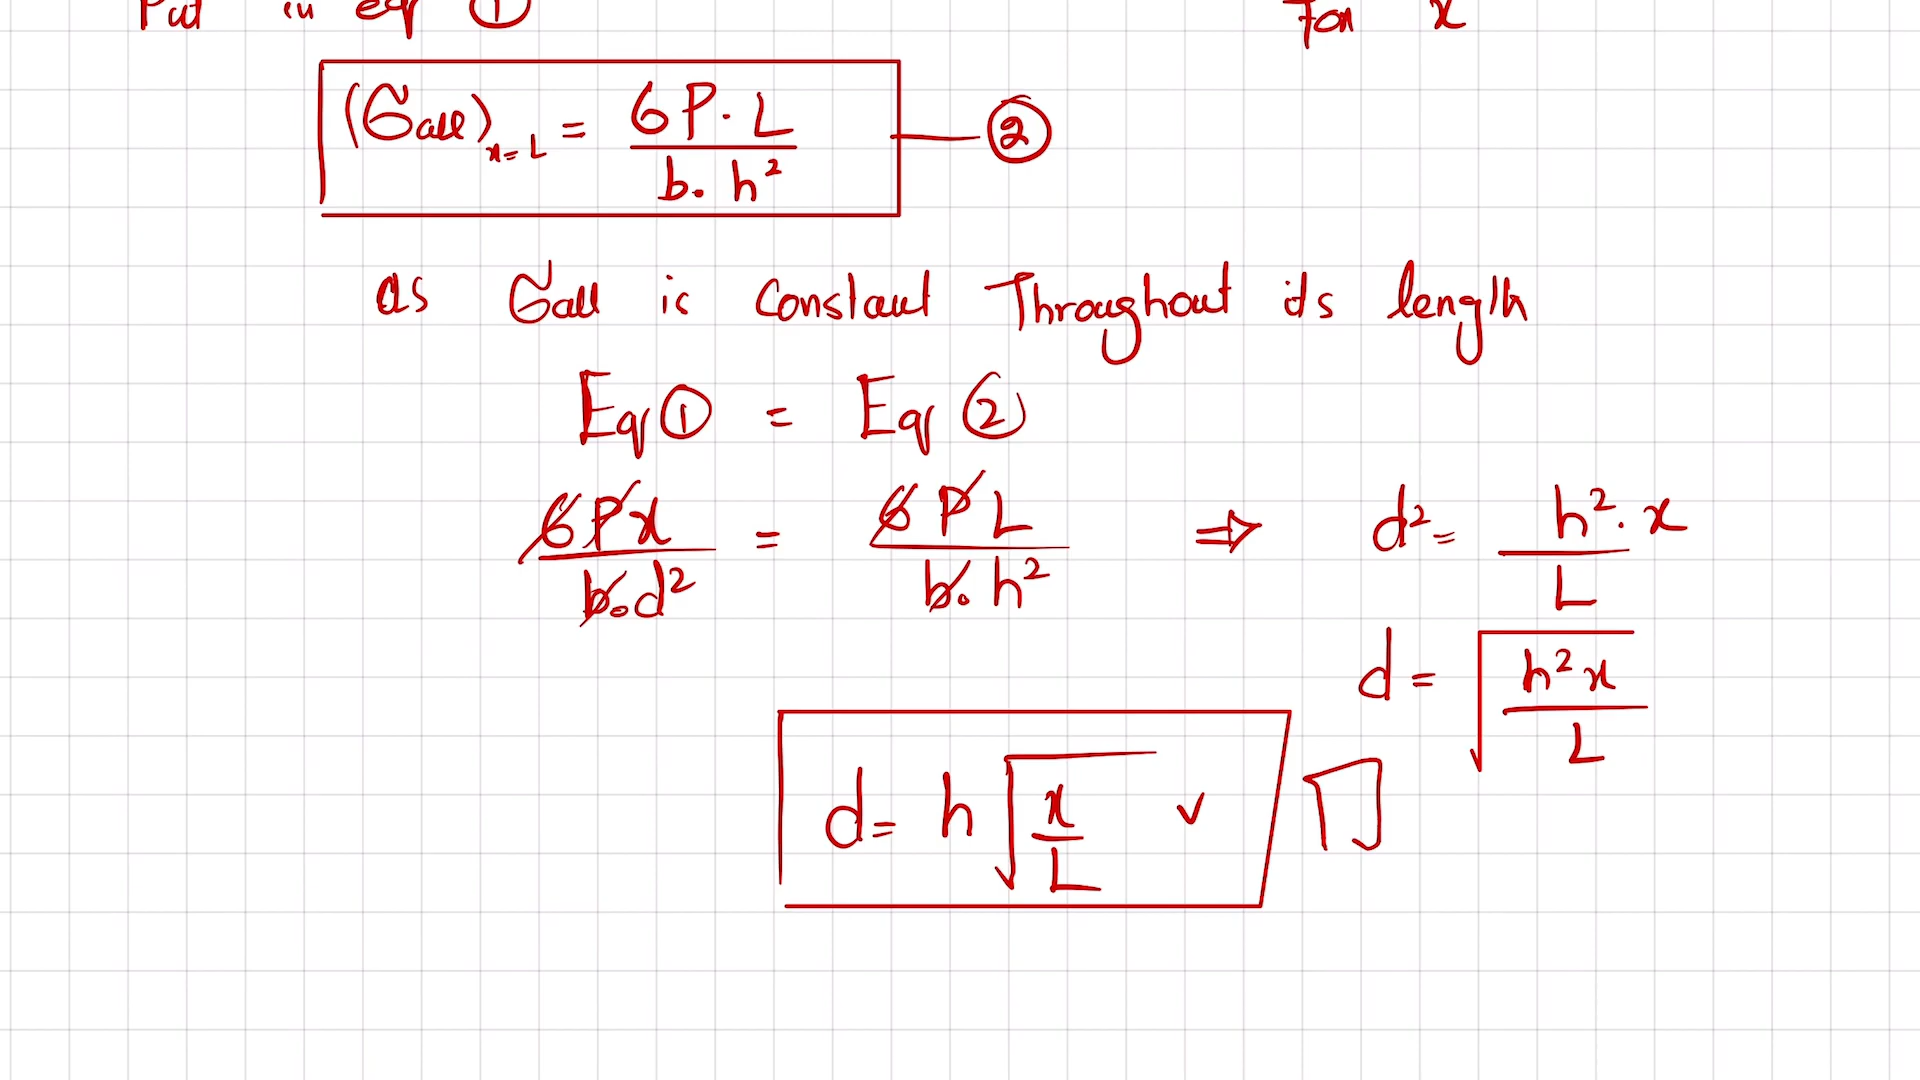 Put in eq ①
For x
(σall)x=L = 6P·L / b·h² — ②
as σall is constant Throughout its length
Eq ① = Eq ②
6Px / b·d² = 6PL / b·h² ⇒ d² = h²·x / L
d = √(h²x / L)
d = h √(x / L) ✓